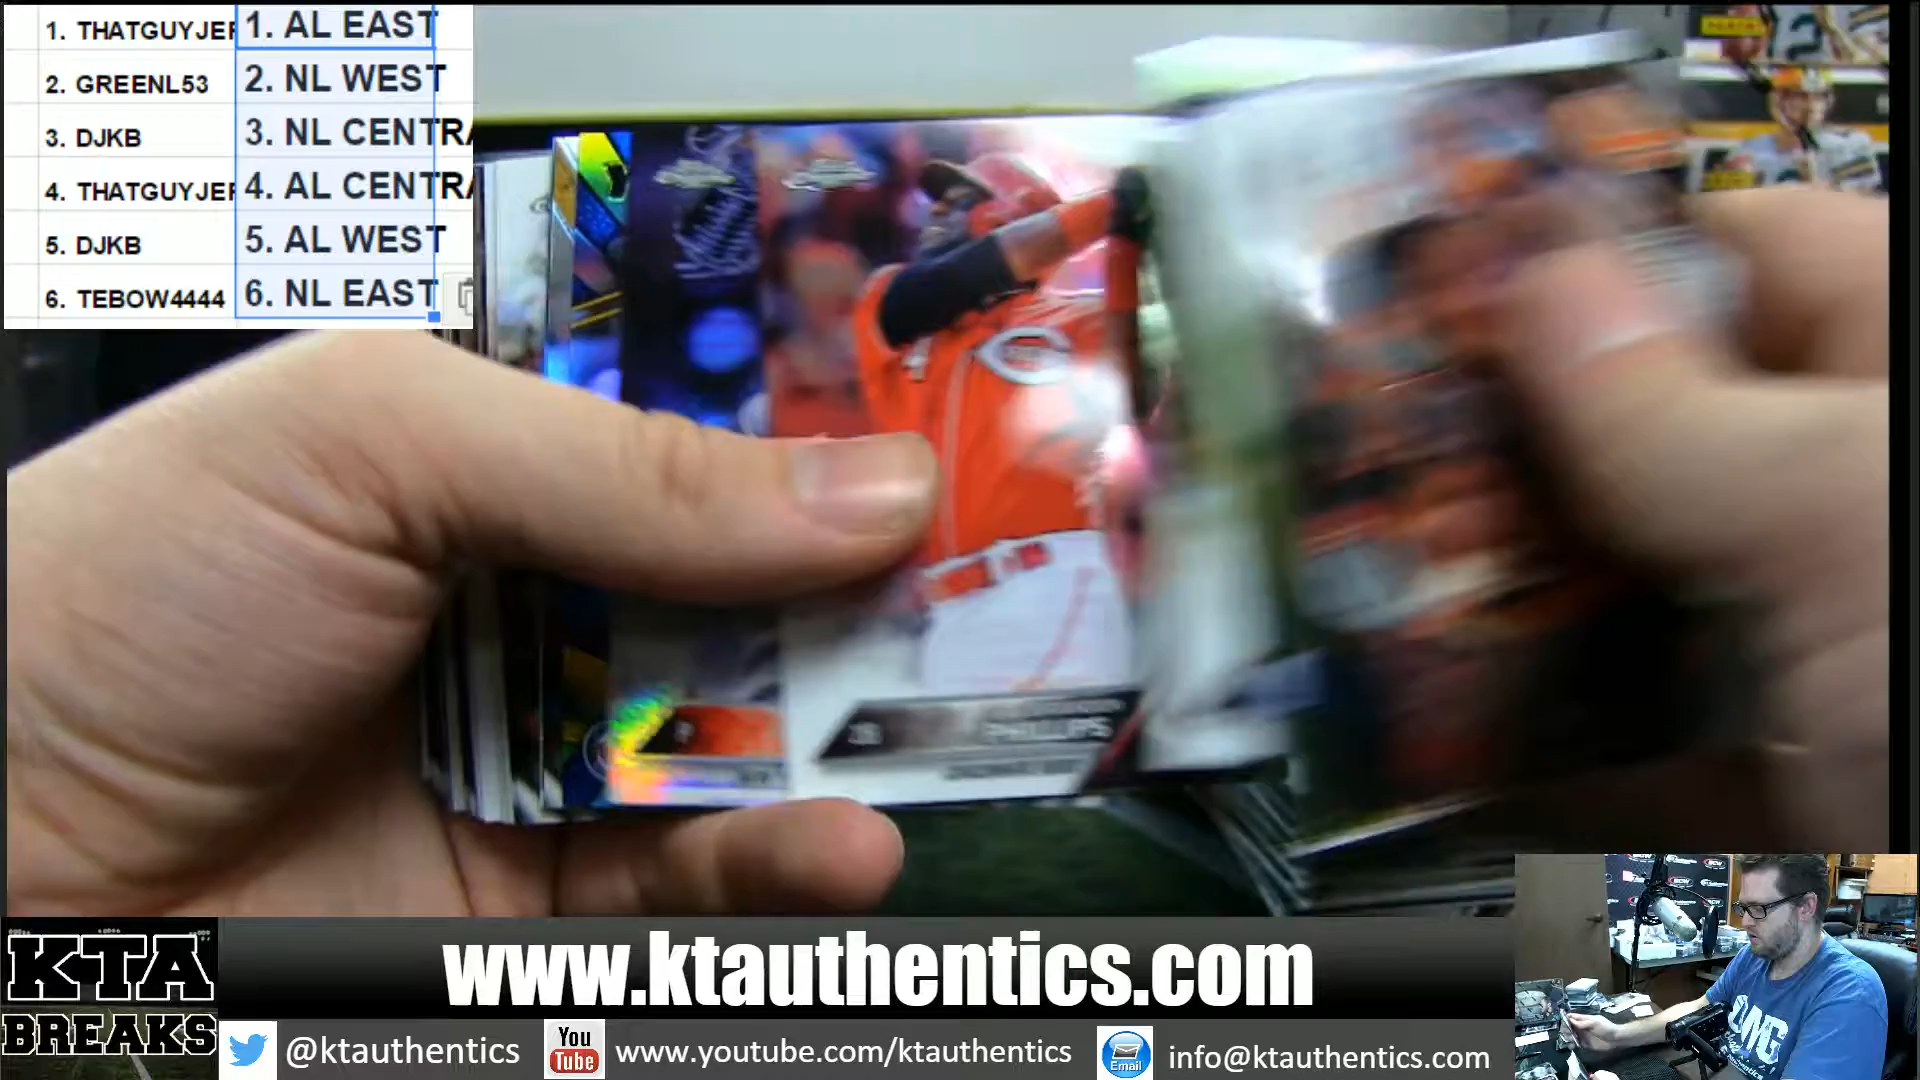 1. THATGUYJEF
1. AL EAST
2. GREENL53
2. NL WEST
3. DJKB
3. NL CENTRA
4. THATGUYJEF
4. AL CENTRA
5. DJKB
5. AL WEST
6. TEBOW4444
6. NL EAST
PHILLIPS
KTA
BREAKS
www.ktauthentics.com
@ktauthentics
You
Tube
www.youtube.com/ktauthentics
Email
info@ktauthentics.com